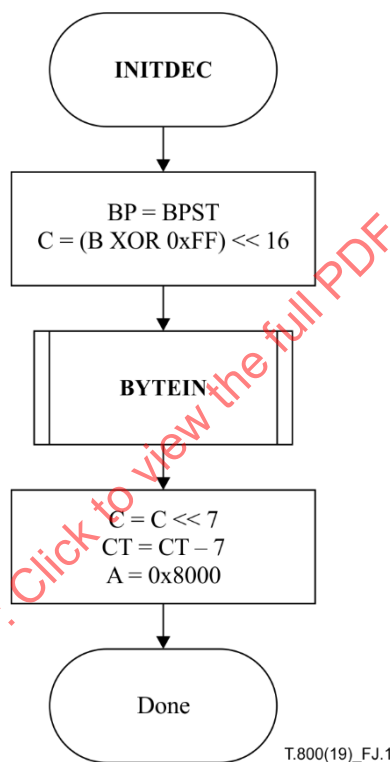 INITDEC
BP = BPST
C = (B XOR 0xFF) << 16
BYTEIN
C = C << 7
CT = CT – 7
A = 0x8000
Done
T.800(19)_FJ.1
. Click to view the full PDF